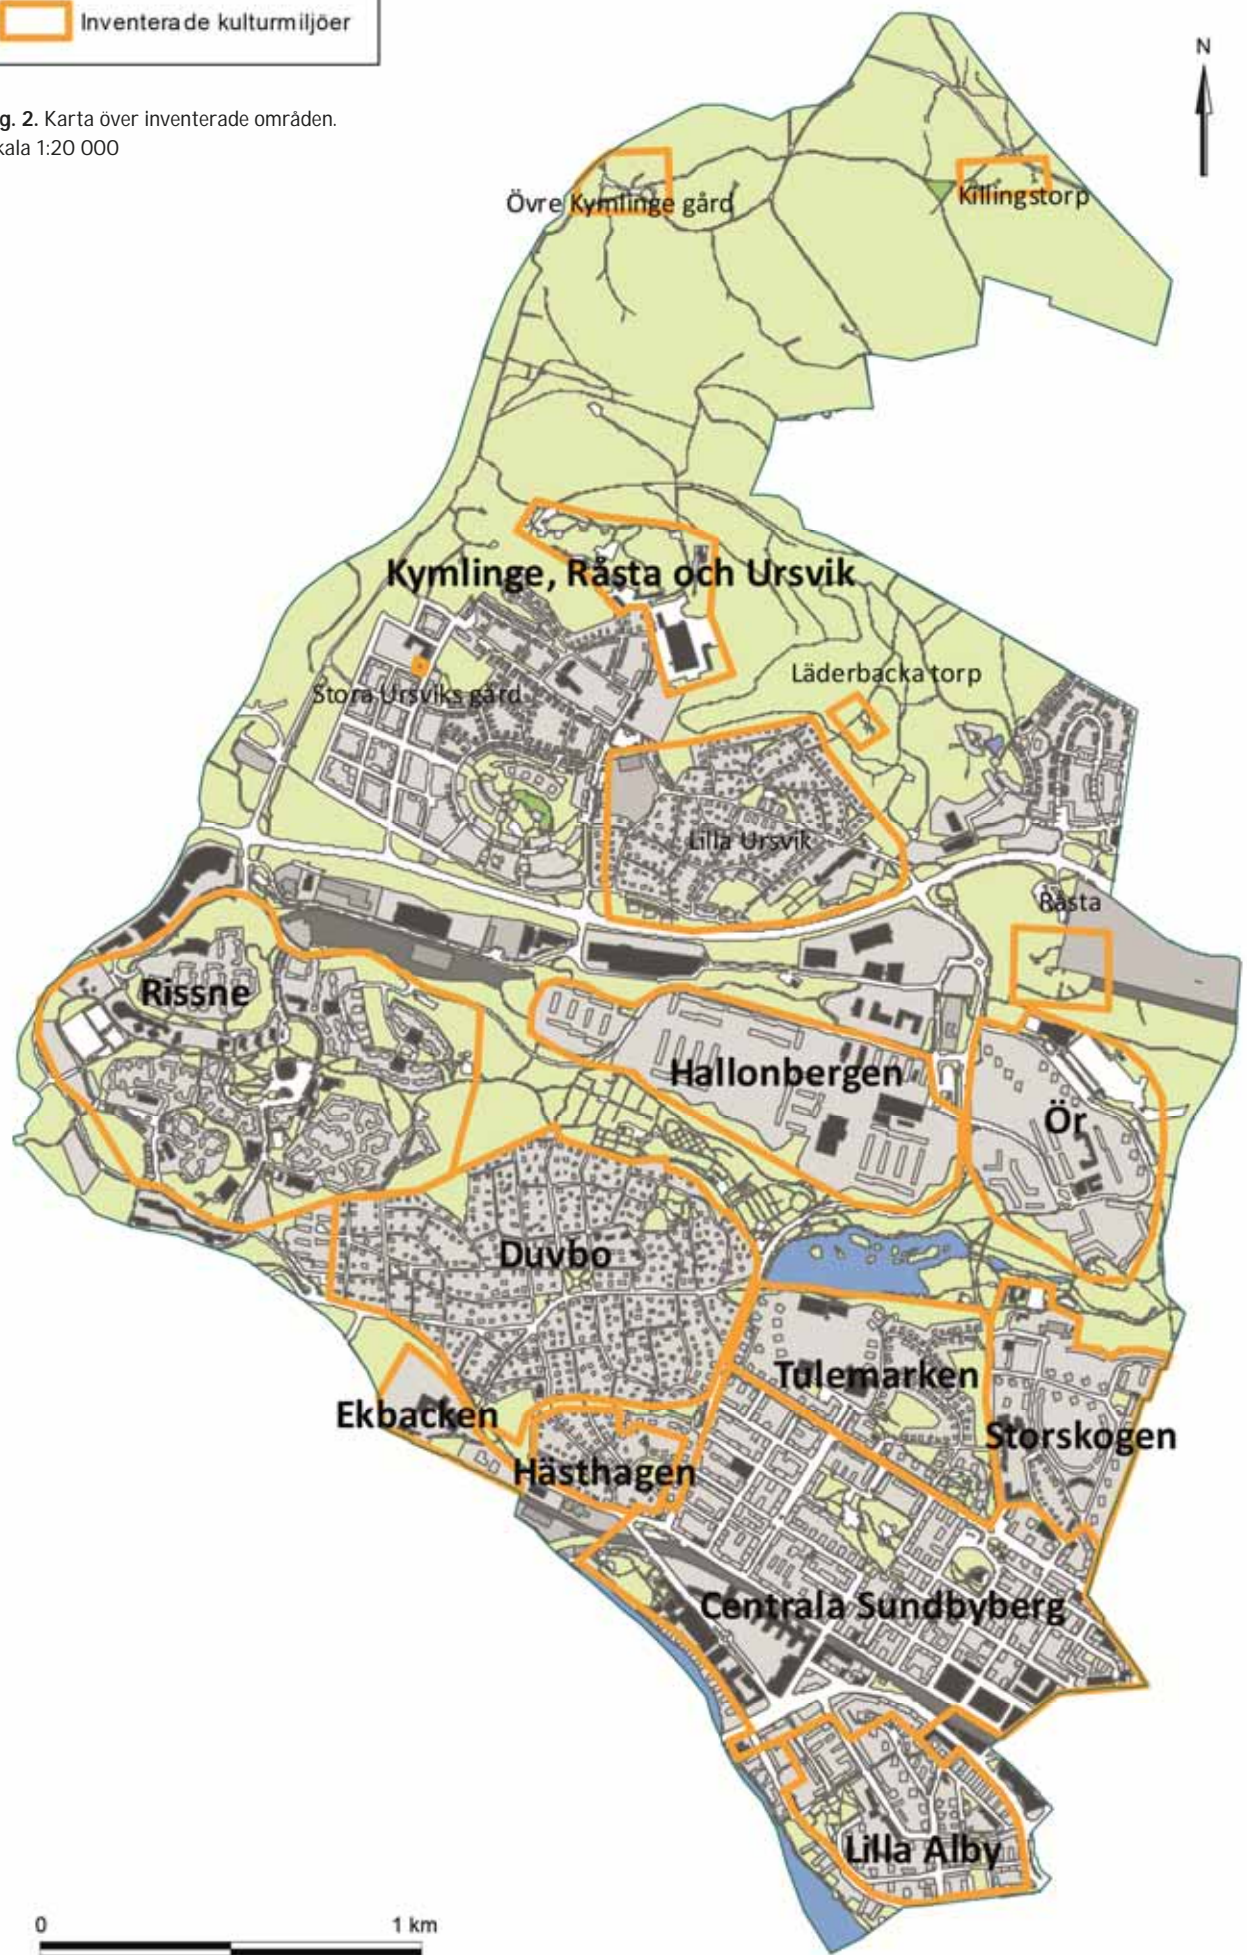 Inventerade kulturmiljöer
g. 2. Karta över inventerade områden.
kala 1:20 000
N
Övre Kymlinge gård
Killingstorp
Kymlinge, Råsta och Ursvik
Läderbacka torp
Stora Ursviks gård
Lilla Ursvik
Råsta
Rissne
Hallonbergen
Ör
Duvbo
Tulemarken
Ekbacken
Storskogen
Hästhagen
Centrala Sundbyberg
Lilla Alby
0 1 km